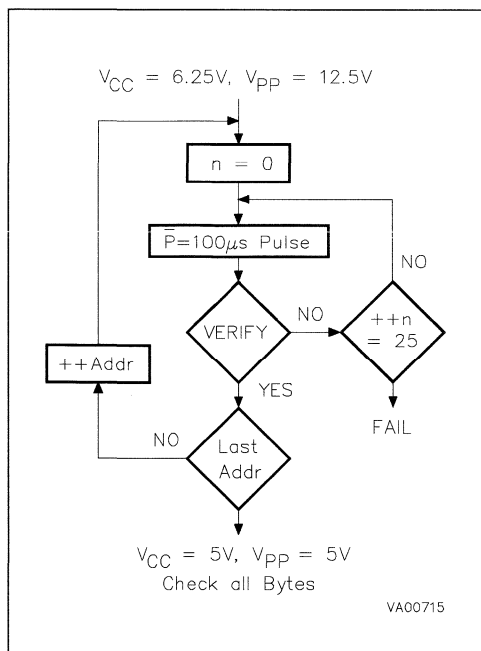 V_CC = 6.25V, V_PP = 12.5V
n = 0
P̅=100µs Pulse
NO
VERIFY
NO
++n
= 25
++Addr
YES
FAIL
NO
Last
Addr
V_CC = 5V, V_PP = 5V
Check all Bytes
VA00715